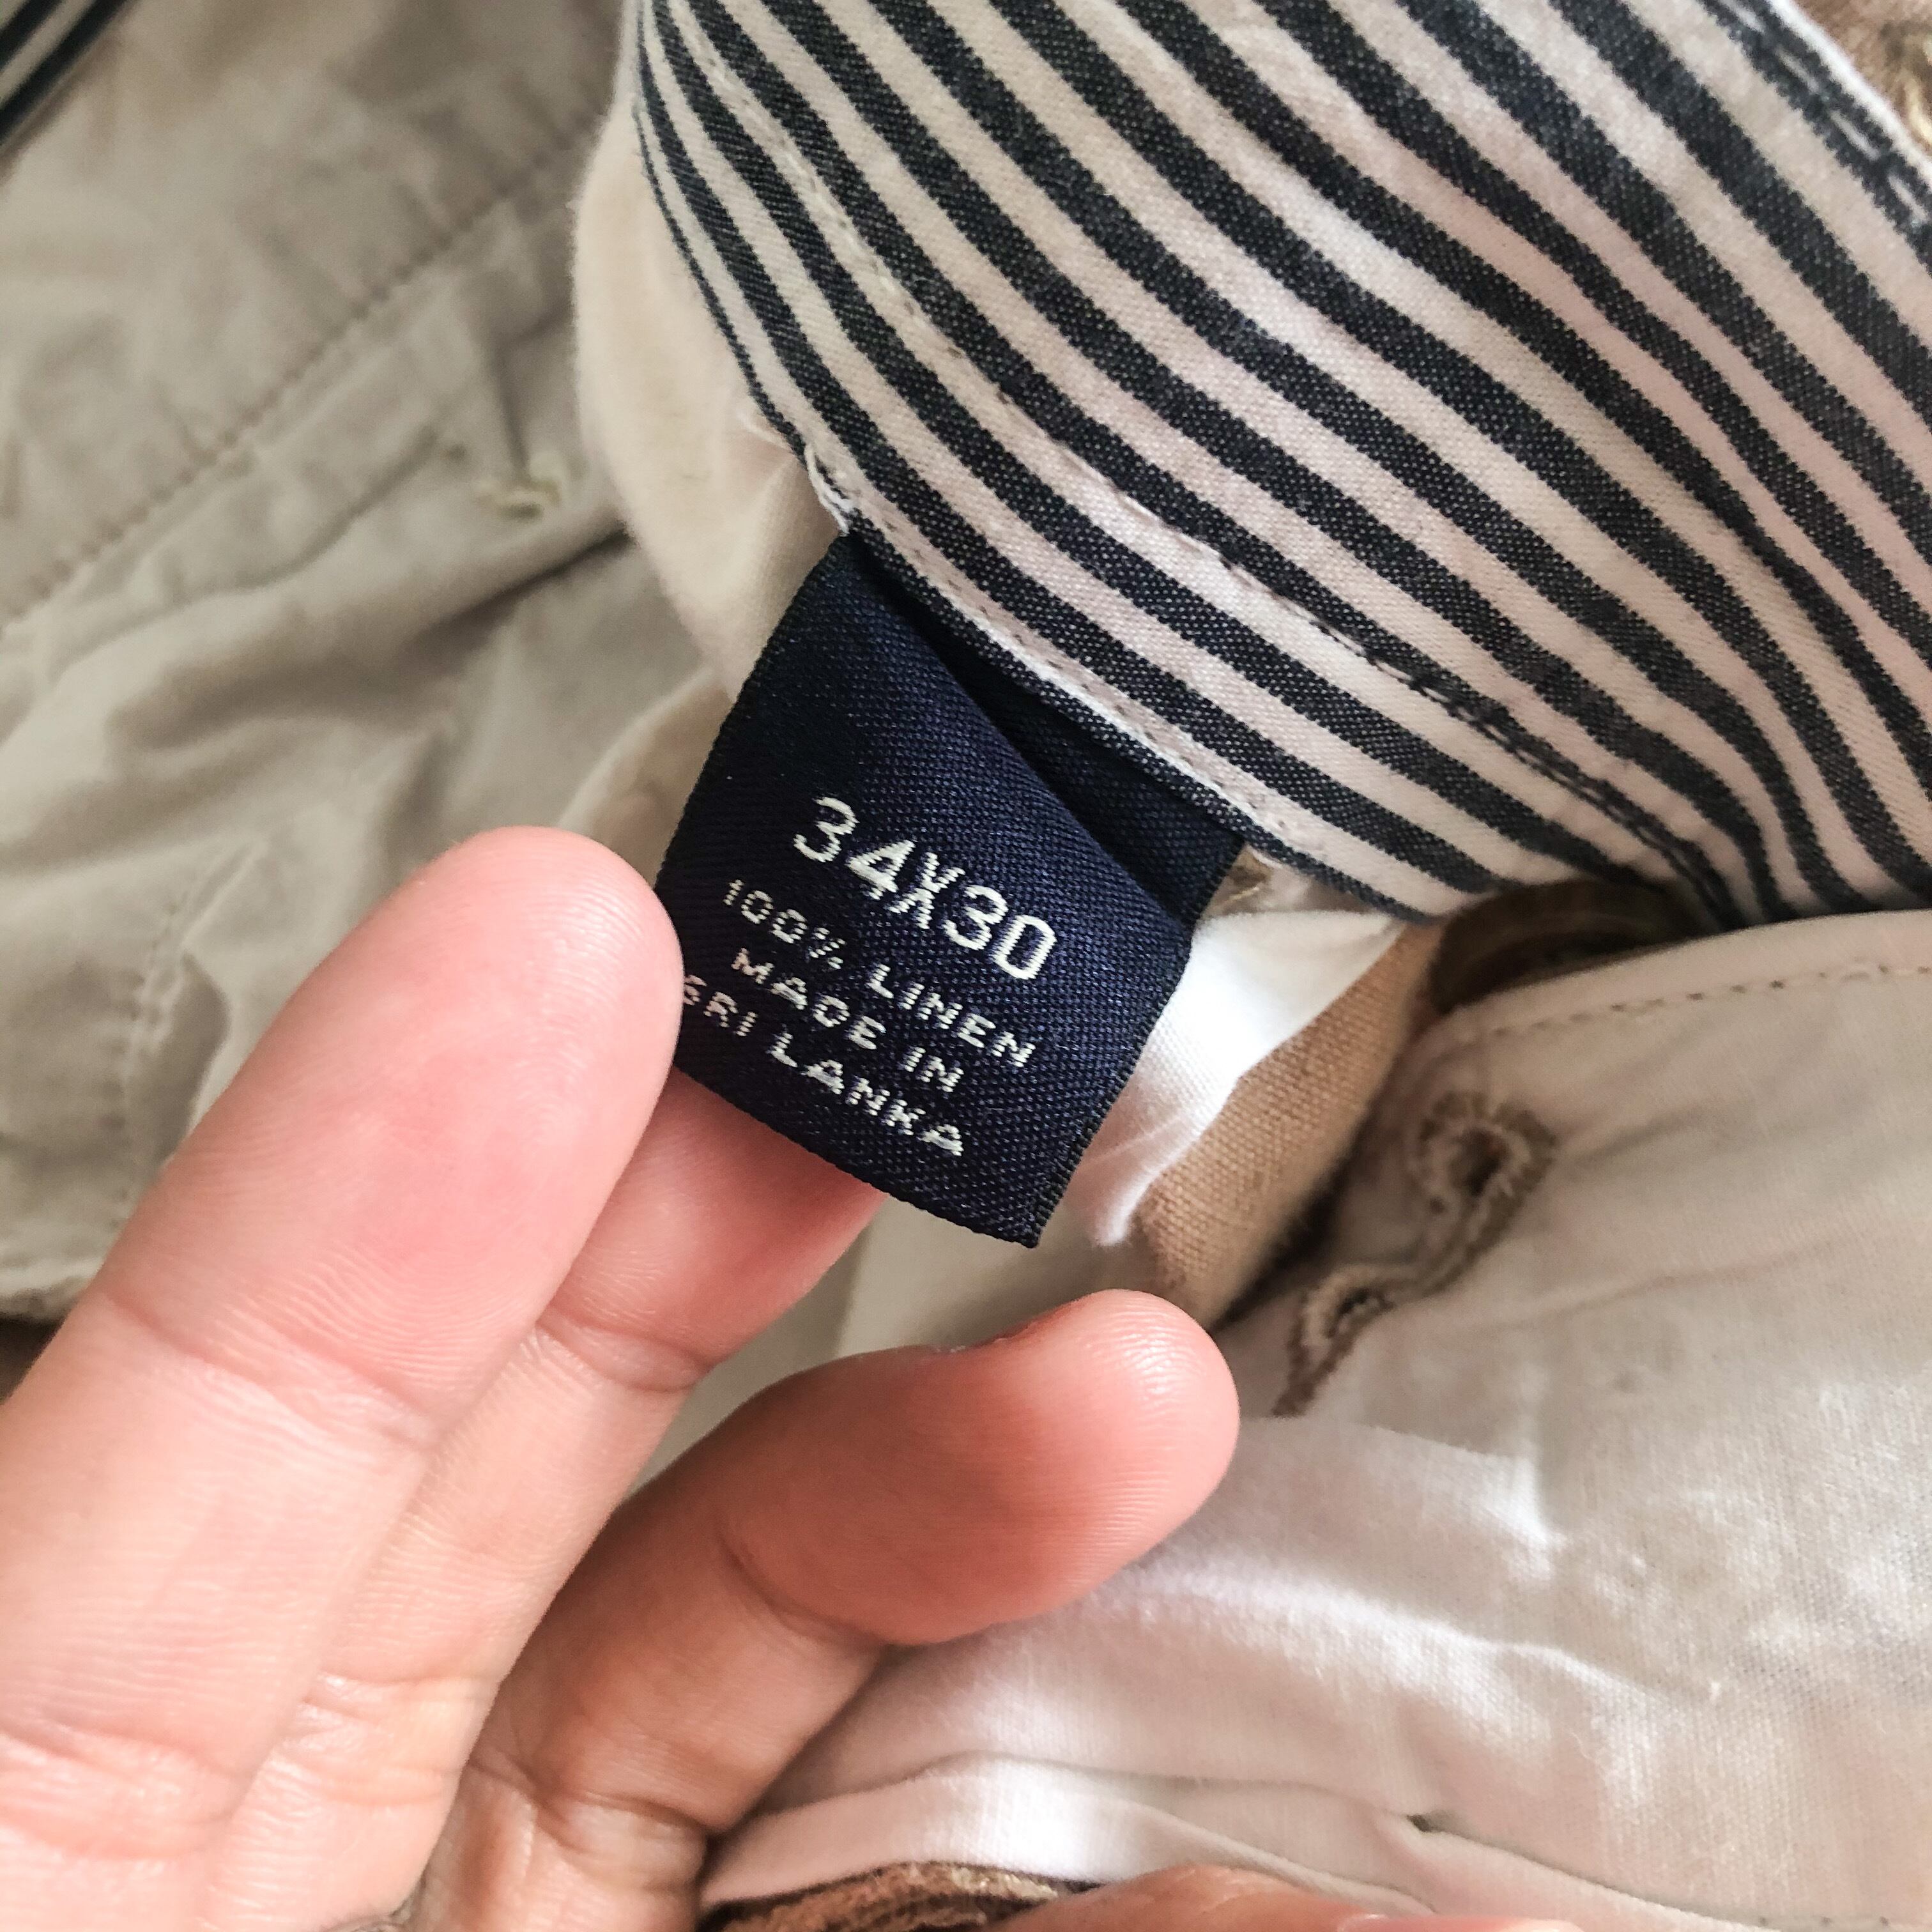 34X30
100% LINEN
MADE IN
SRI LANKA